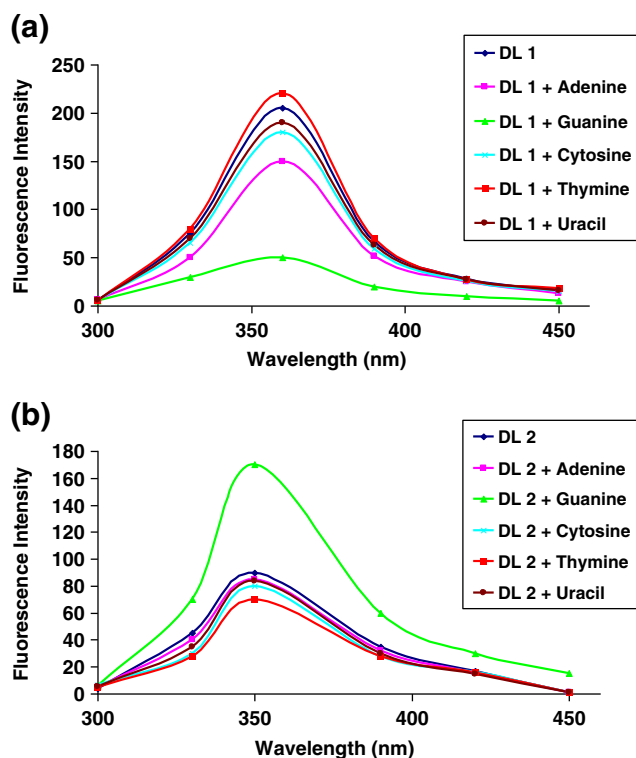 (a)
Fluorescence Intensity
250
200
150
100
50
0
300
350
400
450
Wavelength (nm)
DL 1
DL 1 + Adenine
DL 1 + Guanine
DL 1 + Cytosine
DL 1 + Thymine
DL 1 + Uracil
(b)
Fluorescence Intensity
180
160
140
120
100
80
60
40
20
0
300
350
400
450
Wavelength (nm)
DL 2
DL 2 + Adenine
DL 2 + Guanine
DL 2 + Cytosine
DL 2 + Thymine
DL 2 + Uracil